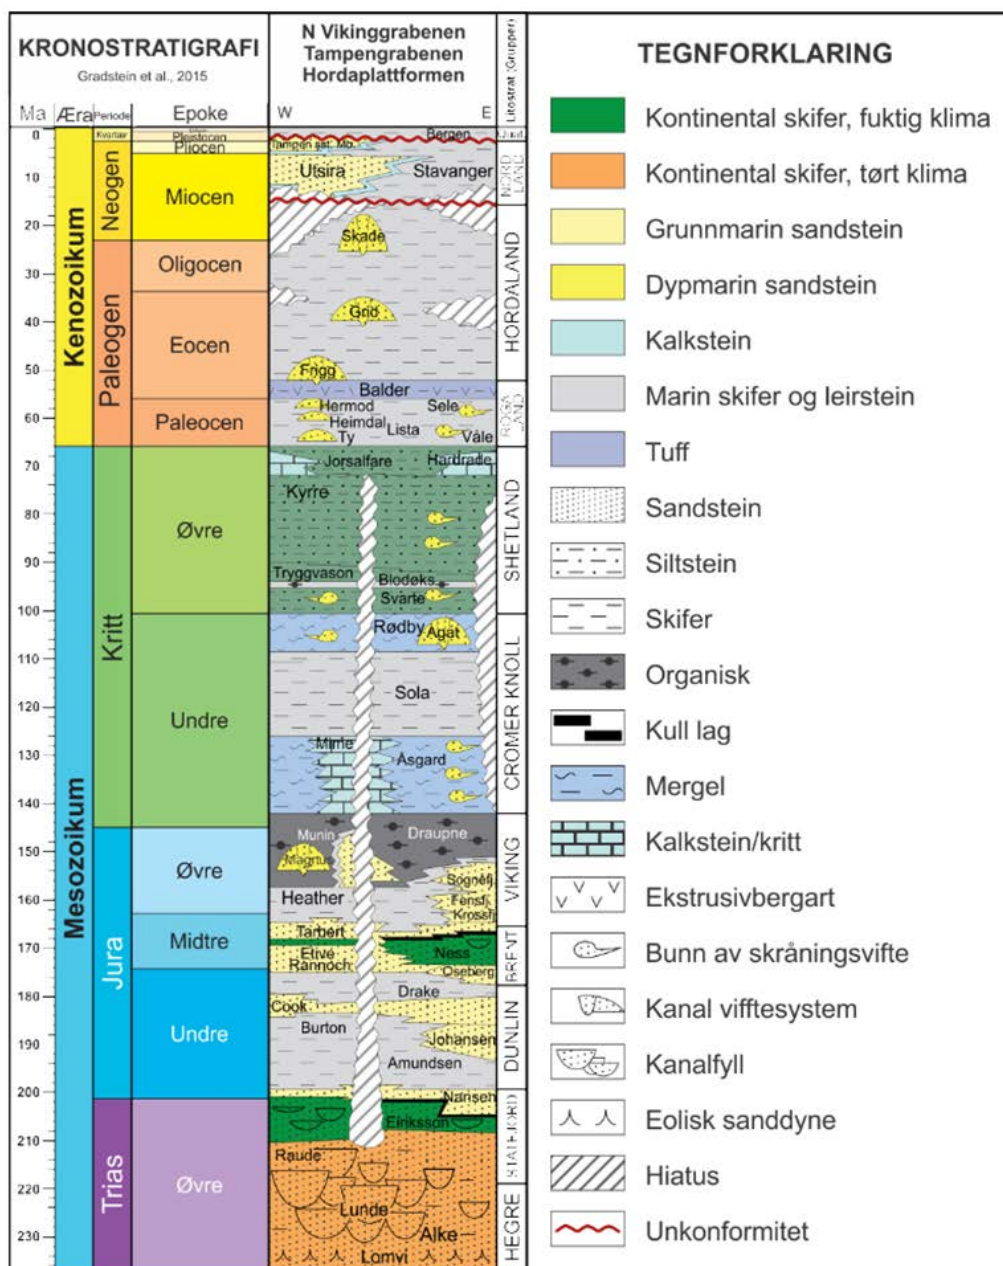 KRONOSTRATIGRAFI
Gradstein et al., 2015
N Vikinggrabenen
Tampengrabenen
Hordaplattformen
Litostrat (Grupper)
Ma Æra Periode Epoke W E
0
10
20
30
40
50
60
70
80
90
100
110
120
130
140
150
160
170
180
190
200
210
220
230
Kenozoikum
Mesozoikum
Kvartær
Neogen
Paleogen
Kritt
Jura
Trias
Pleistocen
Pliocen
Miocen
Oligocen
Eocen
Paleocen
Øvre
Undre
Øvre
Midtre
Undre
Øvre
Bergen
Tampen sat. Mo.
Utsira
Stavanger
Skade
Grid
Frigg
Balder
Hermod
Sele
Heimdal
Lista
Ty
Våle
Jorsalfare
Hardråde
Kyrre
Tryggvason
Blodøks
Svarte
Rødby
Agat
Sola
Mime
Åsgard
Munin
Draupne
Magnus
Sognefj.
Heather
Fensfj.
Krossfj.
Tarbert
Etive
Ness
Rannoch
Oseberg
Drake
Cook
Burton
Johansen
Amundsen
Nansen
Eiriksson
Raude
Lunde
Alke
Lomvi
NORD
LAND
HORDALAND
ROGA
LAND
SHETLAND
CROMER KNOLL
VIKING
BRENT
DUNLIN
STATFJORD
HEGRE
TEGNFORKLARING
Kontinental skifer, fuktig klima
Kontinental skifer, tørt klima
Grunnmarin sandstein
Dypmarin sandstein
Kalkstein
Marin skifer og leirstein
Tuff
Sandstein
Siltstein
Skifer
Organisk
Kull lag
Mergel
Kalkstein/kritt
Ekstrusivbergart
Bunn av skråningsvifte
Kanal vifftesystem
Kanalfyll
Eolisk sanddyne
Hiatus
Unkonformitet